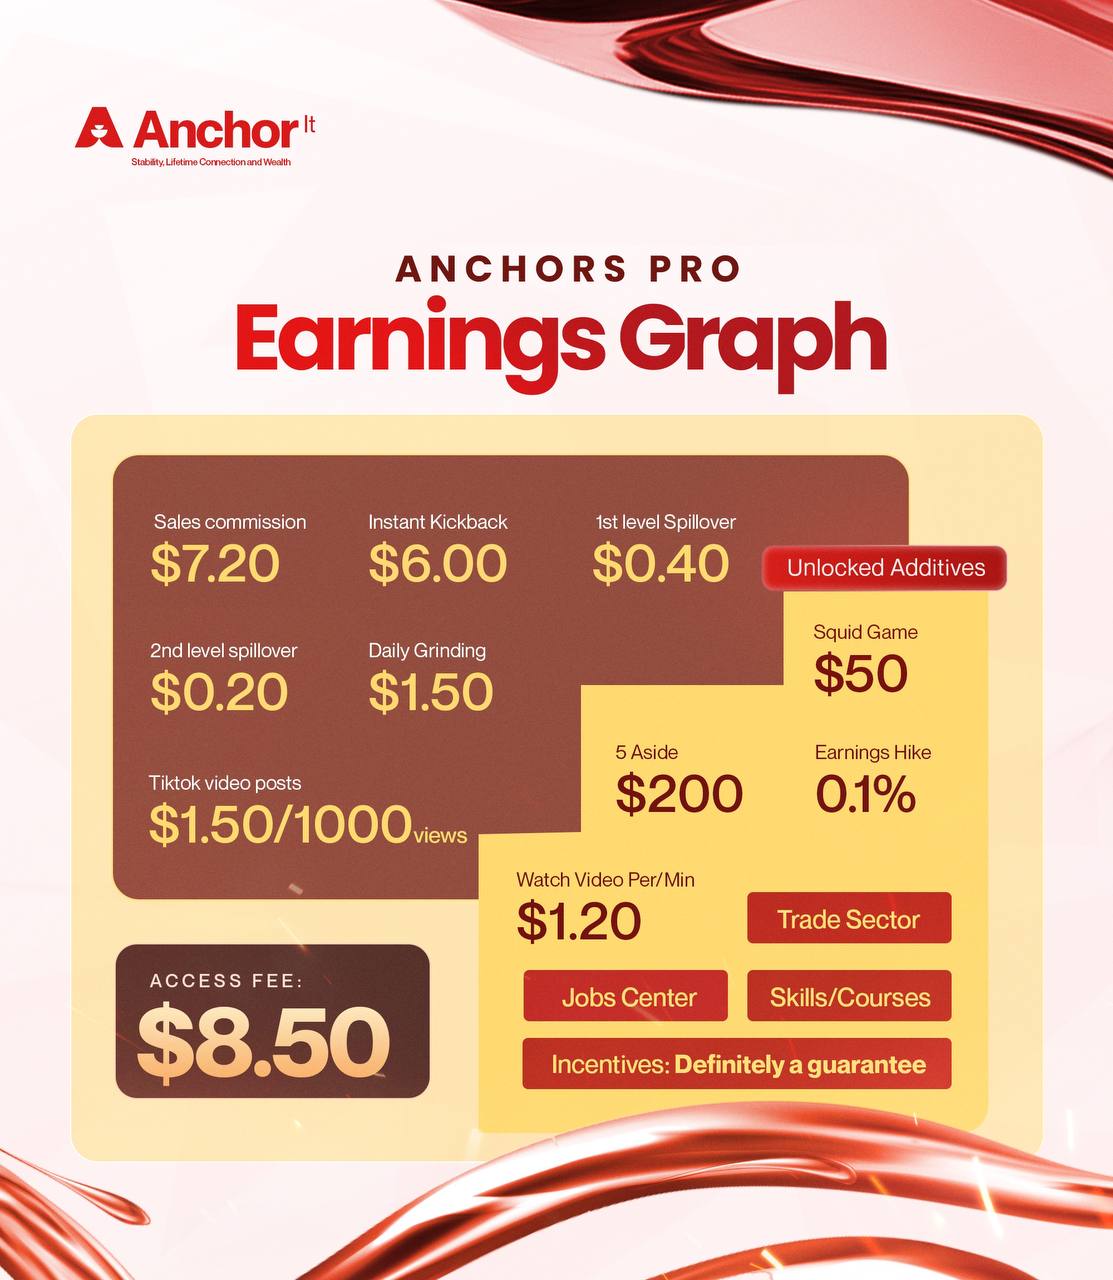 Anchor It
Stability, Lifetime Connection and Wealth
ANCHORS PRO
Earnings Graph
Sales commission
$7.20
Instant Kickback
$6.00
1st level Spillover
$0.40
2nd level spillover
$0.20
Daily Grinding
$1.50
Tiktok video posts
$1.50/1000views
Unlocked Additives
Squid Game
$50
5 Aside
$200
Earnings Hike
0.1%
Watch Video Per/Min
$1.20
Trade Sector
Jobs Center
Skills/Courses
Incentives: Definitely a guarantee
ACCESS FEE:
$8.50